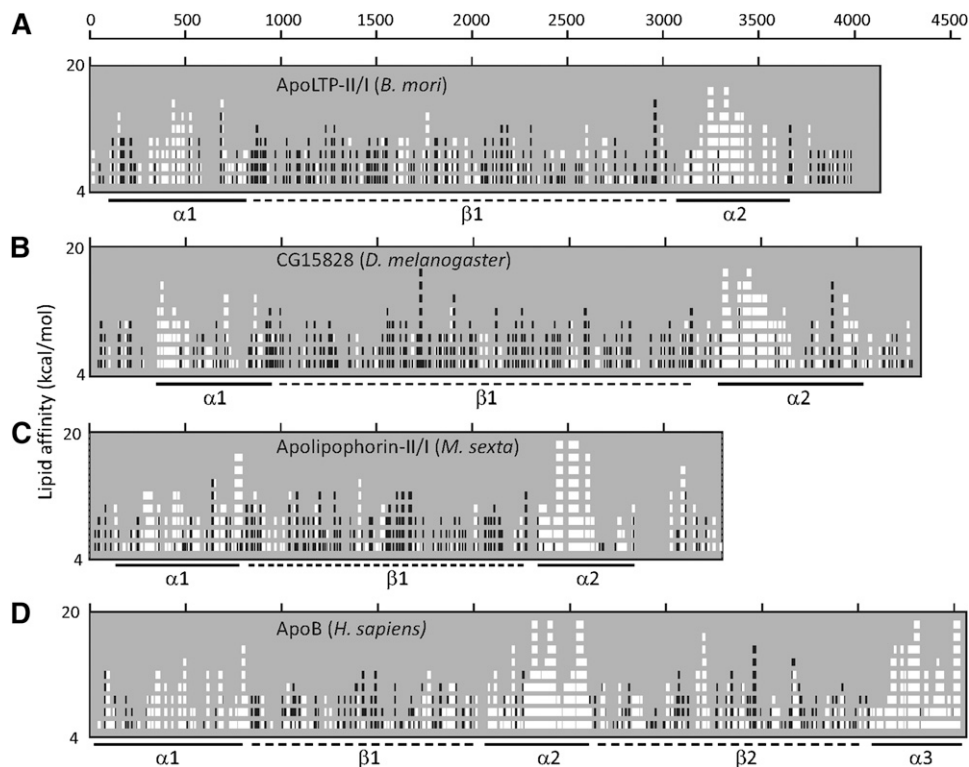 A
0 500 1000 1500 2000 2500 3000 3500 4000 4500
20
ApoLTP-II/I (B. mori)
4
α1 β1 α2
B
20
CG15828 (D. melanogaster)
4
α1 β1 α2
Lipid affinity (kcal/mol)
C
20
Apolipophorin-II/I (M. sexta)
4
α1 β1 α2
D
20
ApoB (H. sapiens)
4
α1 β1 α2 β2 α3